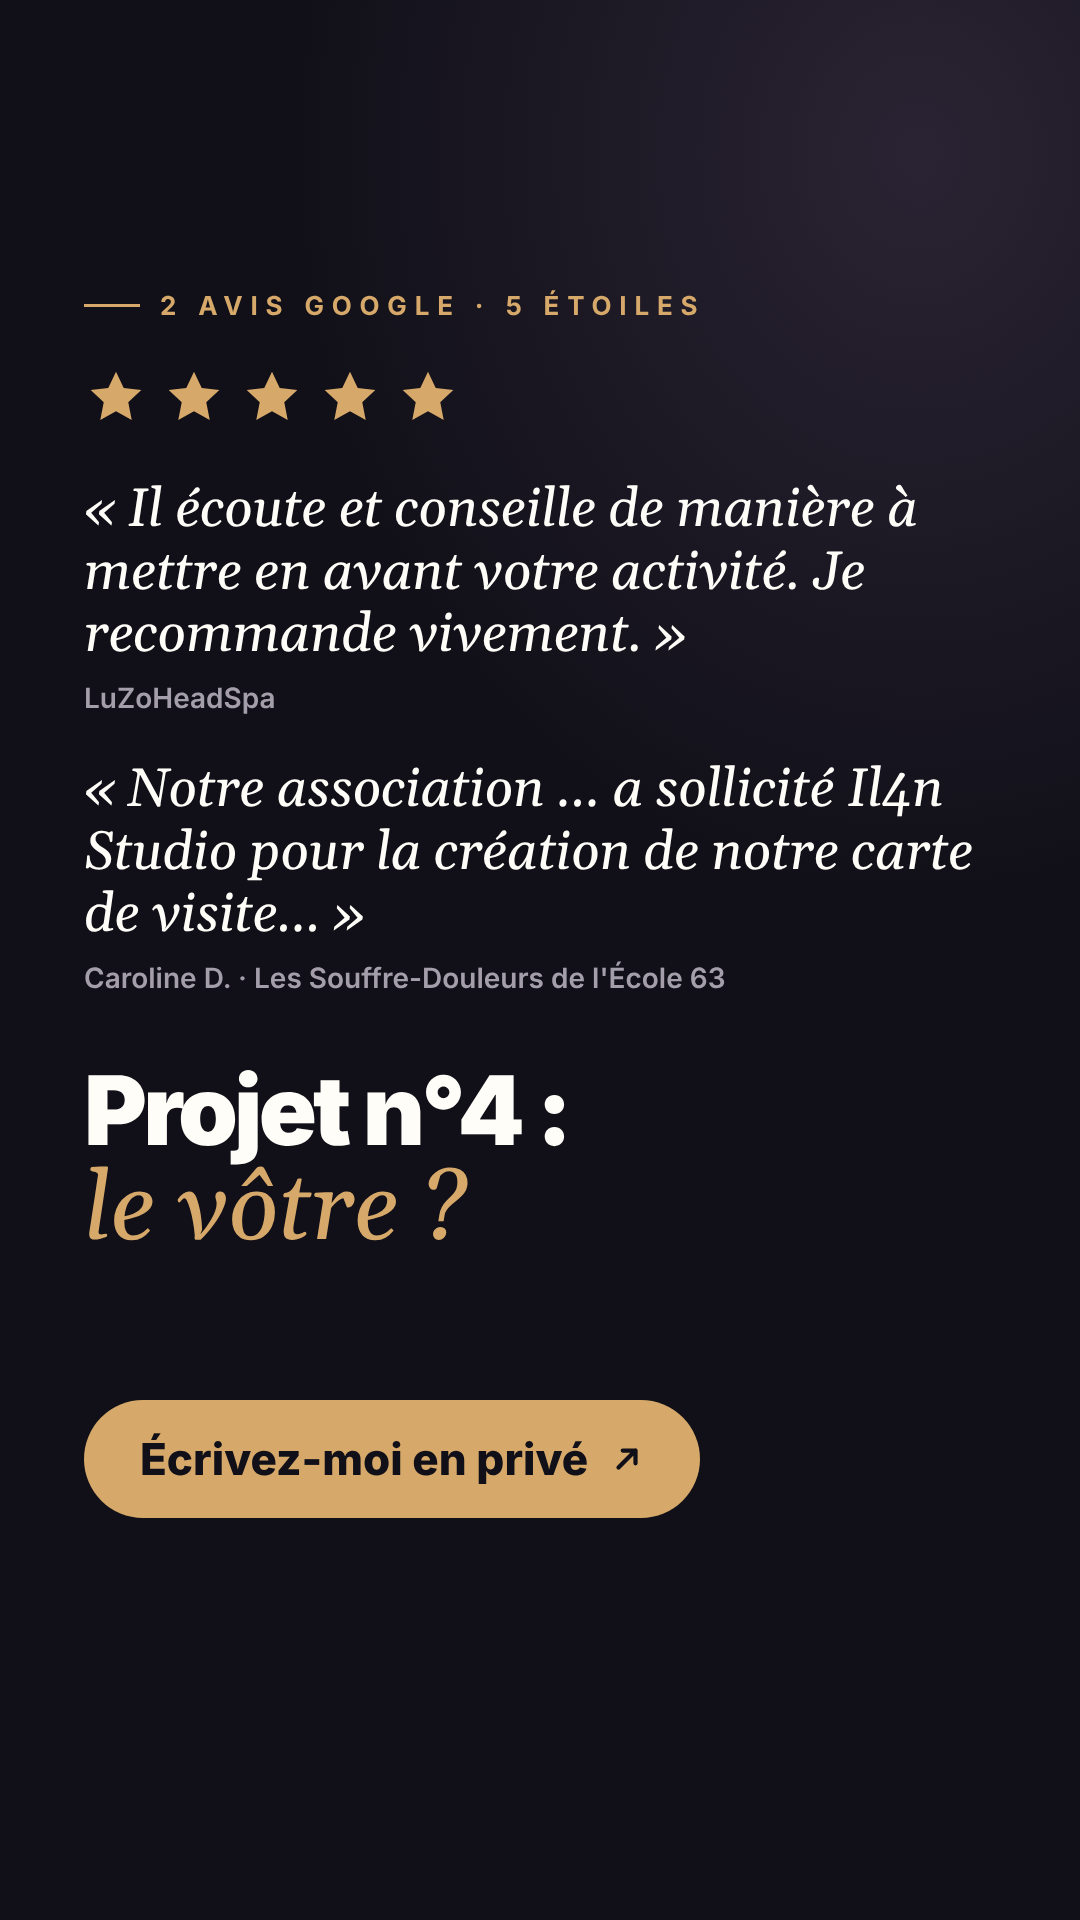 2 AVIS GOOGLE · 5 ÉTOILES
« Il écoute et conseille de manière à
mettre en avant votre activité. Je
recommande vivement. »
LuZoHeadSpa
« Notre association ... a sollicité Il4n
Studio pour la création de notre carte
de visite... »
Caroline D. · Les Souffre-Douleurs de l'École 63
Projet n°4 :
le vôtre ?
Écrivez-moi en privé